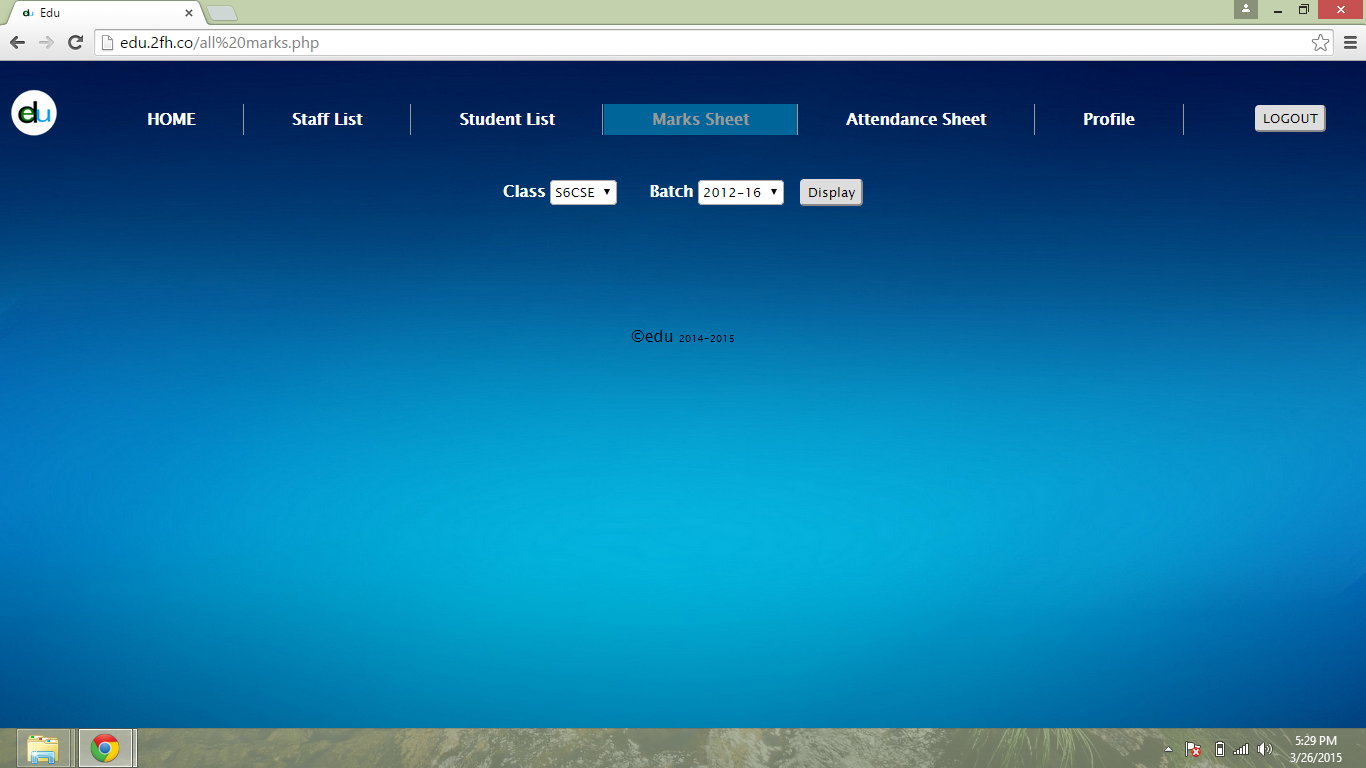 Edu
edu.2fh.co/all%20marks.php
edu
HOME
Staff List
Student List
Marks Sheet
Attendance Sheet
Profile
LOGOUT
Class S6CSE Batch 2012-16 Display
©edu 2014-2015
5:29 PM
3/26/2015